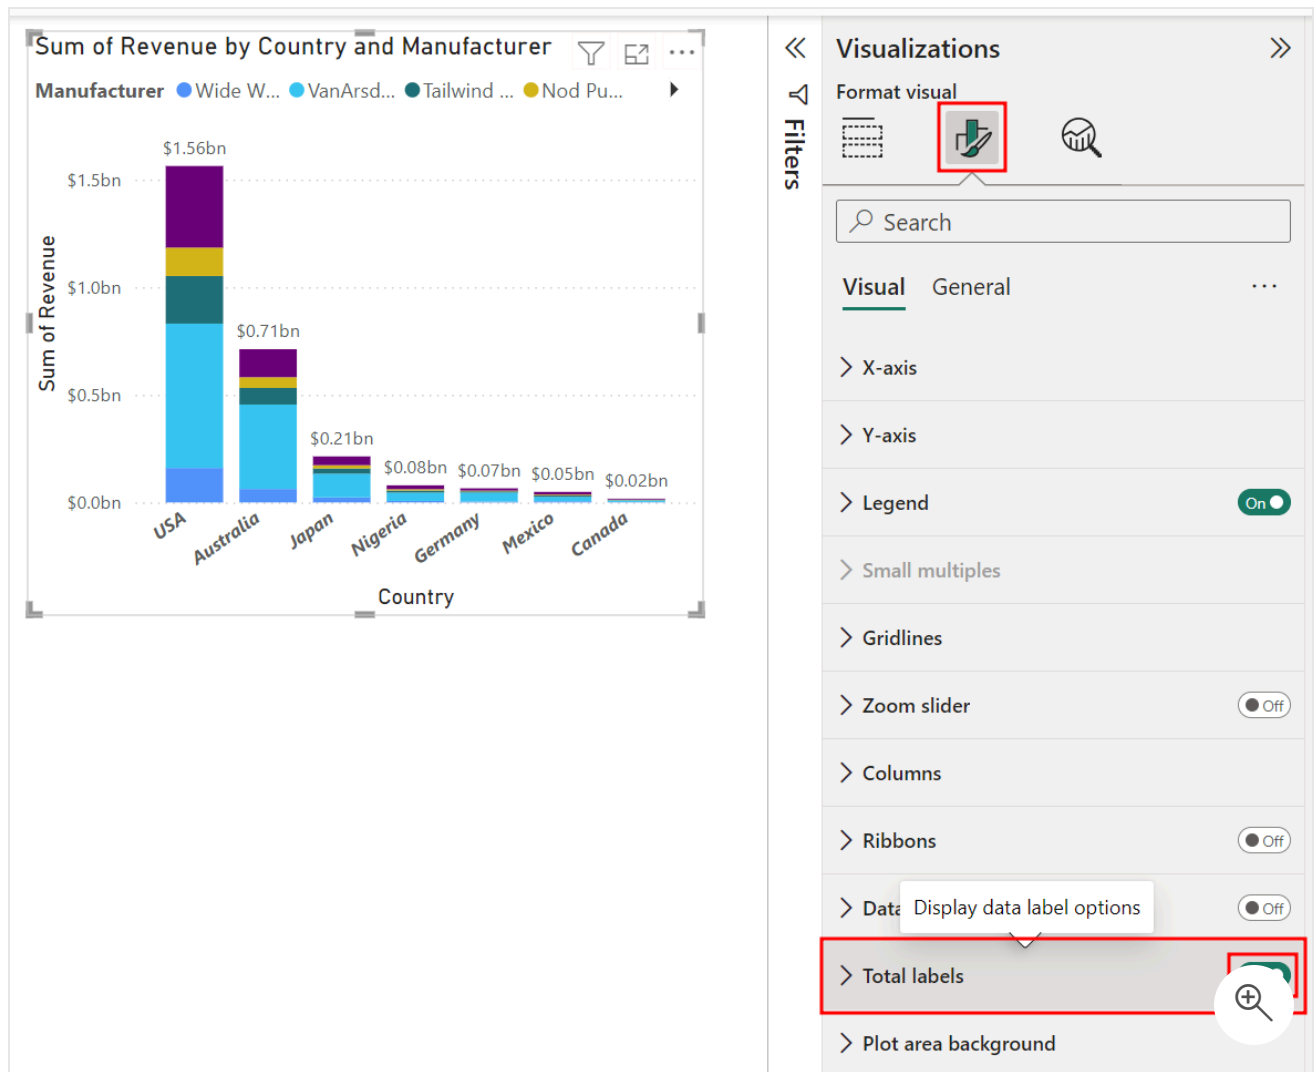 Sum of Revenue by Country and Manufacturer
Manufacturer Wide W... VanArsd... Tailwind ... Nod Pu...
$1.56bn
$1.5bn
$1.0bn
$0.71bn
$0.5bn
$0.21bn
$0.08bn $0.07bn $0.05bn $0.02bn
$0.0bn
Sum of Revenue
USA Australia Japan Nigeria Germany Mexico Canada
Country
Filters
Visualizations
Format visual
Search
Visual General
X-axis
Y-axis
Legend On
Small multiples
Gridlines
Zoom slider Off
Columns
Ribbons Off
Data Off
Display data label options
Total labels
Plot area background